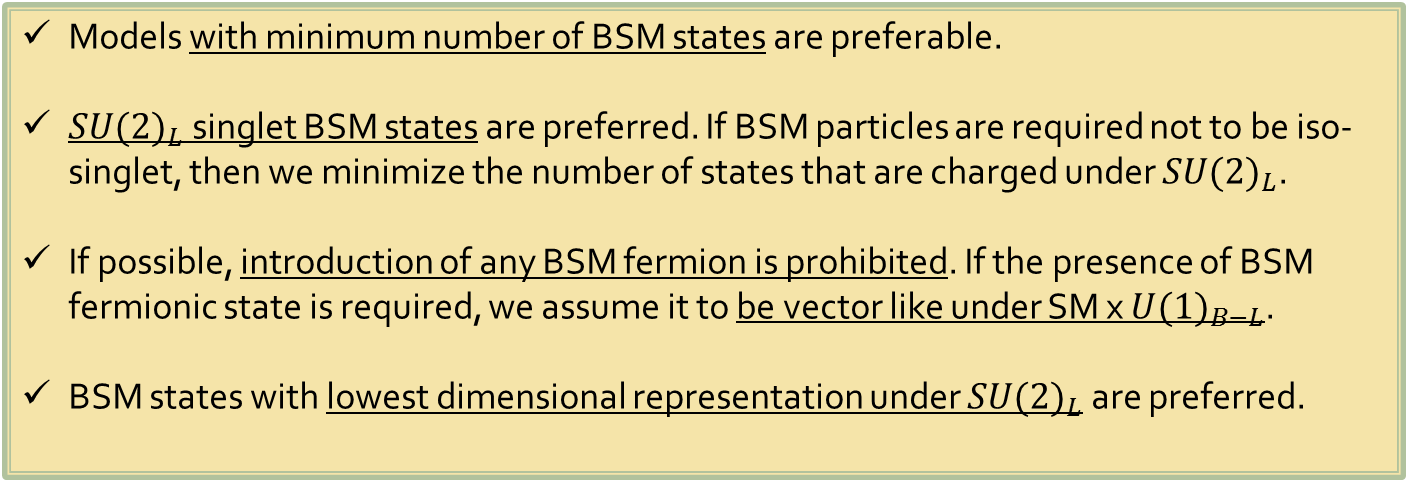 ✓ Models with minimum number of BSM states are preferable.
✓ SU(2)_L singlet BSM states are preferred. If BSM particles are required not to be iso-
singlet, then we minimize the number of states that are charged under SU(2)_L.
✓ If possible, introduction of any BSM fermion is prohibited. If the presence of BSM
fermionic state is required, we assume it to be vector like under SM x U(1)_{B−L}.
✓ BSM states with lowest dimensional representation under SU(2)_L are preferred.